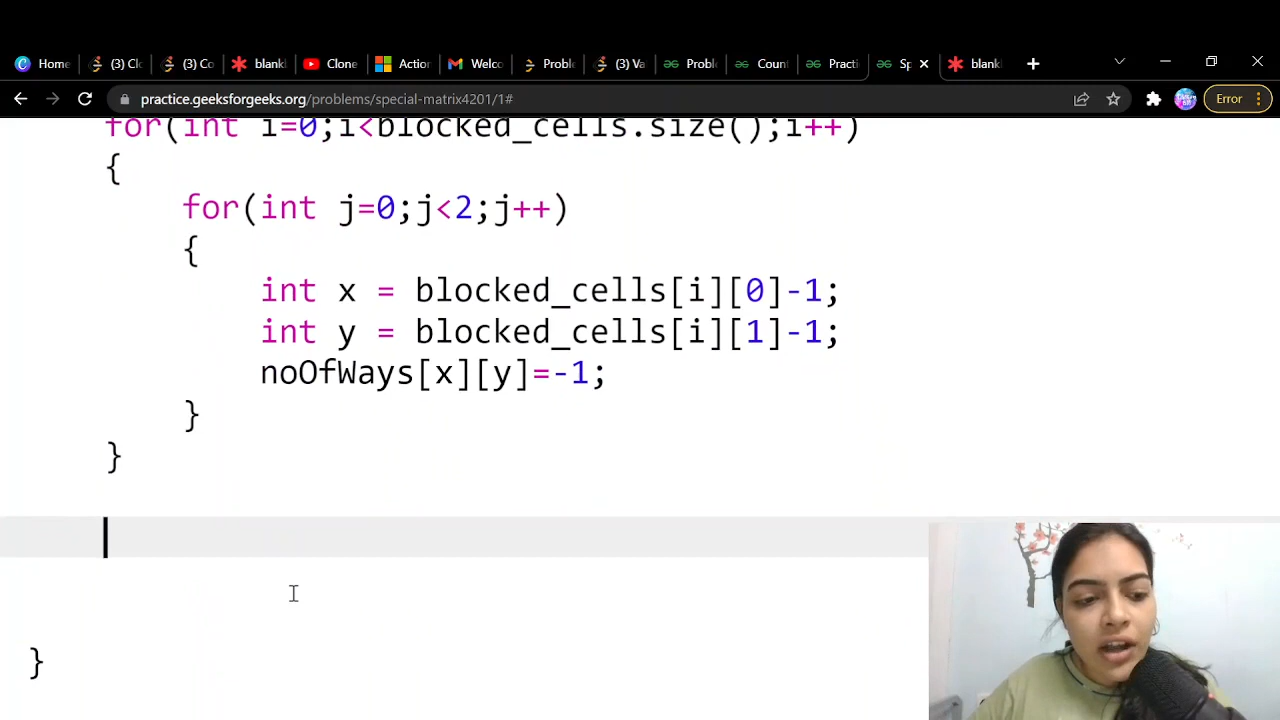 Home (3) Cl (3) Co blank Clone Action Welco Proble (3) Va Probl Count Practi Sp blank
practice.geeksforgeeks.org/problems/special-matrix4201/1# Error
for(int i=0;i<blocked_cells.size();i++)
{
for(int j=0;j<2;j++)
{
int x = blocked_cells[i][0]-1;
int y = blocked_cells[i][1]-1;
noOfWays[x][y]=-1;
}
}
}